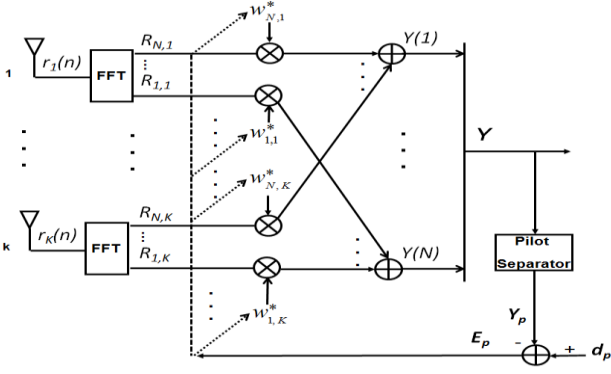 w*N,1
RN,1
Y(1)
1
r1(n)
FFT
R1,1
w*1,1
Y
w*N,K
RN,K
k
rK(n)
FFT
R1,K
Y(N)
Pilot
Separator
w*1,K
Yp
Ep
-
+
dp